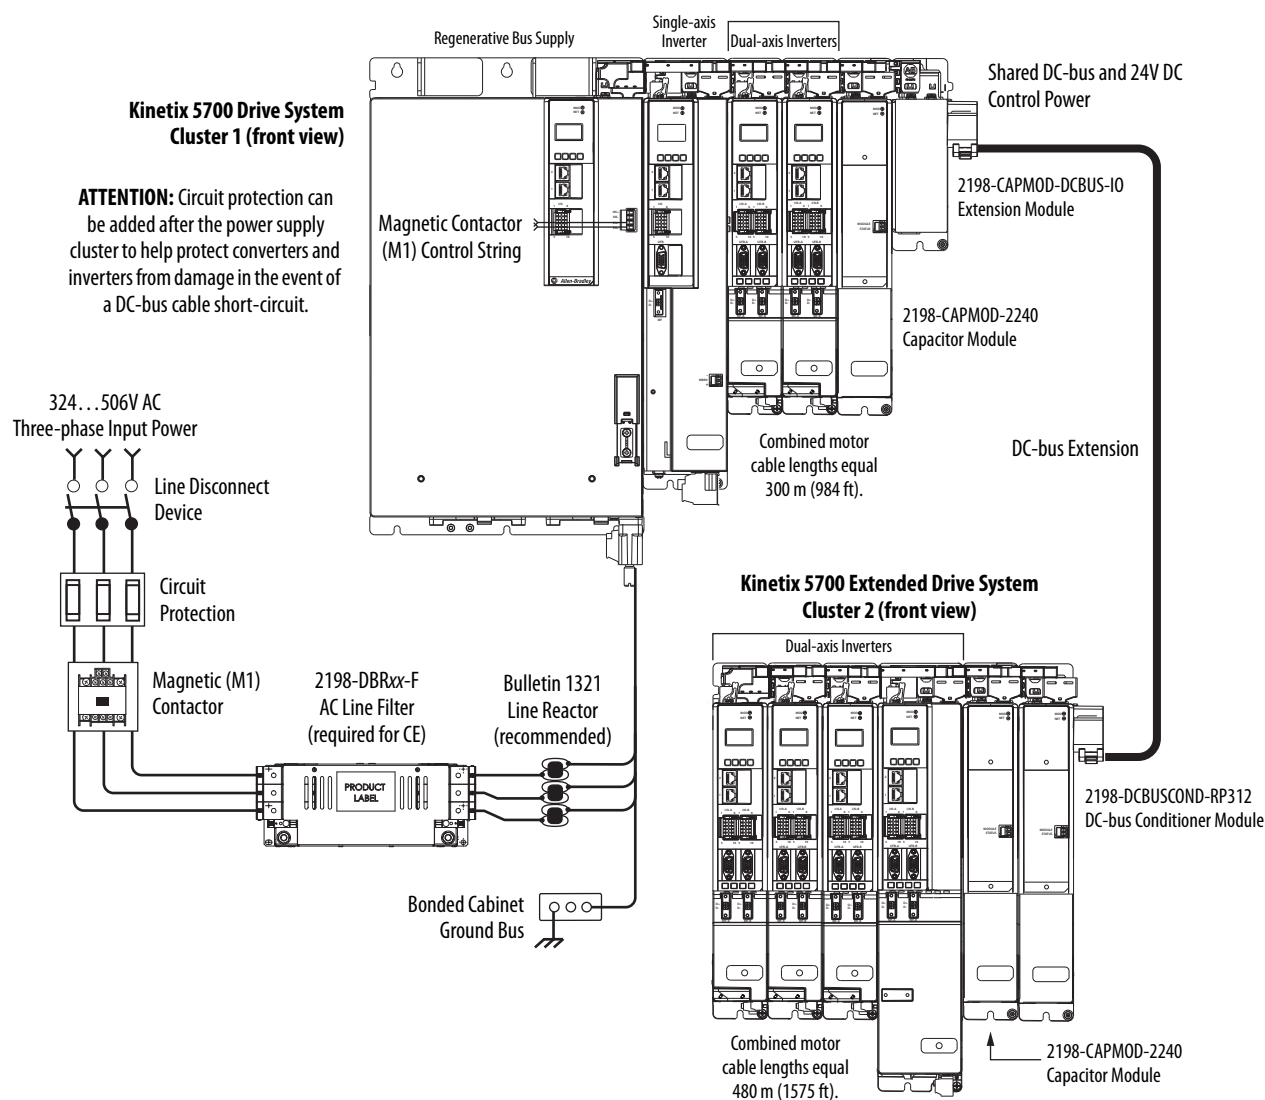 Regenerative Bus Supply
Single-axis
Inverter
Dual-axis Inverters
Shared DC-bus and 24V DC
Control Power
Kinetix 5700 Drive System
Cluster 1 (front view)
ATTENTION: Circuit protection can
be added after the power supply
cluster to help protect converters and
inverters from damage in the event of
a DC-bus cable short-circuit.
Magnetic Contactor
(M1) Control String
Allen-Bradley
2198-CAPMOD-DCBUS-IO
Extension Module
2198-CAPMOD-2240
Capacitor Module
324...506V AC
Three-phase Input Power
Line Disconnect
Device
Combined motor
cable lengths equal
300 m (984 ft).
DC-bus Extension
Circuit
Protection
Kinetix 5700 Extended Drive System
Cluster 2 (front view)
Dual-axis Inverters
Magnetic (M1)
Contactor
2198-DBRxx-F
AC Line Filter
(required for CE)
Bulletin 1321
Line Reactor
(recommended)
PRODUCT
LABEL
2198-DCBUSCOND-RP312
DC-bus Conditioner Module
Bonded Cabinet
Ground Bus
Combined motor
cable lengths equal
480 m (1575 ft).
2198-CAPMOD-2240
Capacitor Module